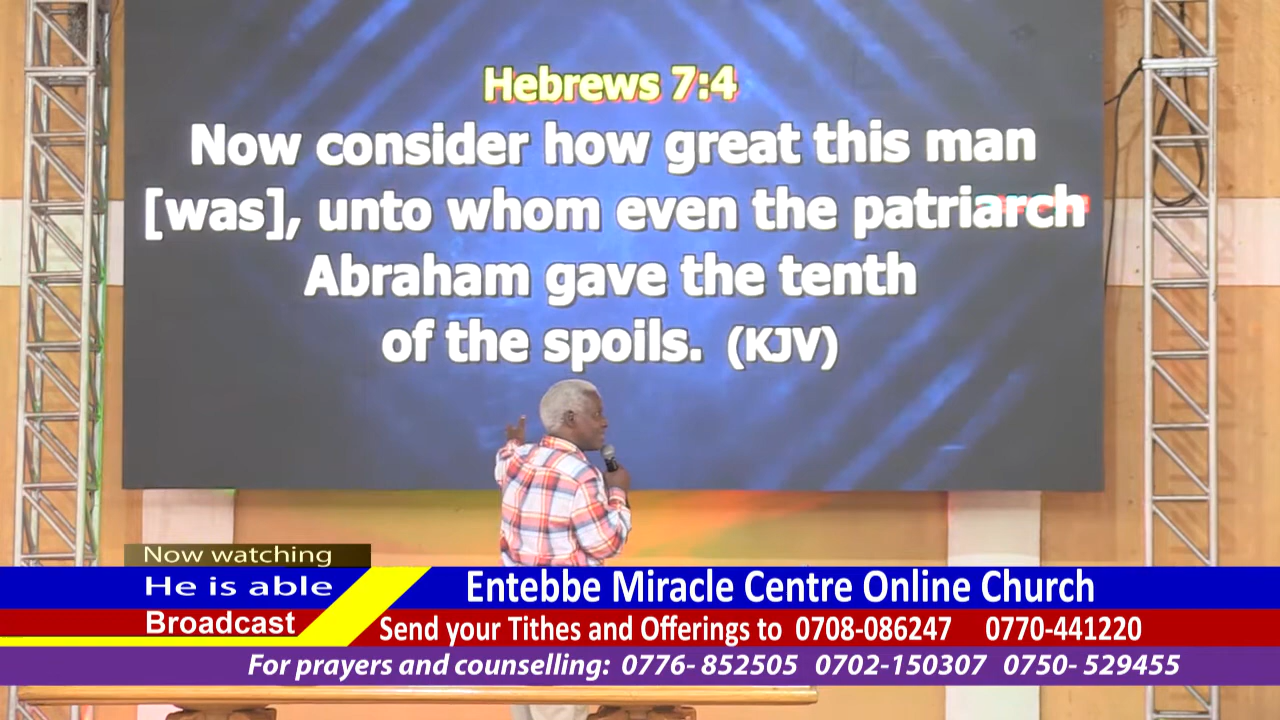 Hebrews 7:4
Now consider how great this man
[was], unto whom even the patriarch
Abraham gave the tenth
of the spoils. (KJV)
Now watching
He is able
Broadcast
Entebbe Miracle Centre Online Church
Send your Tithes and Offerings to 0708-086247 0770-441220
For prayers and counselling: 0776- 852505 0702-150307 0750- 529455